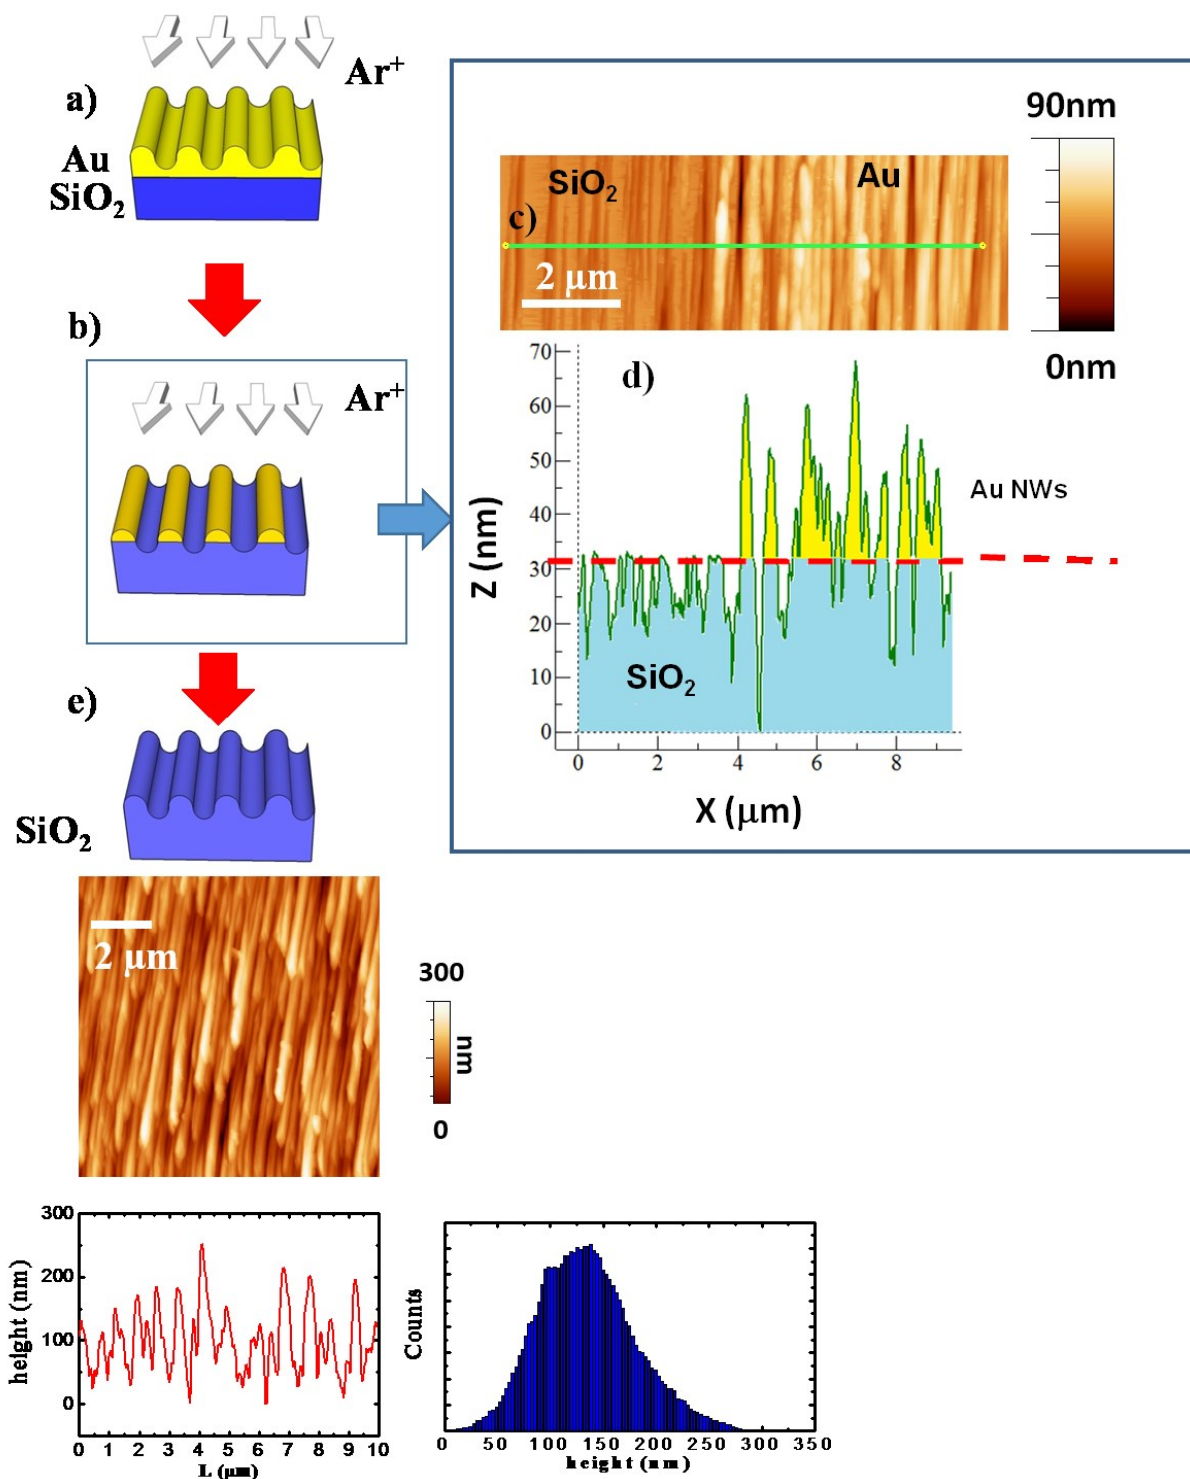 Ar+
a)
Au
SiO2
b)
Ar+
e)
SiO2
90nm
SiO2
Au
c)
2 μm
0nm
d)
70
60
50
40
30
20
10
0
Z (nm)
Au NWs
SiO2
0 2 4 6 8
X (μm)
2 μm
300
nm
0
300
200
100
0
height (nm)
0 1 2 3 4 5 6 7 8 9 10
L (μm)
Counts
0 50 100 150 200 250 300 350
height (nm)